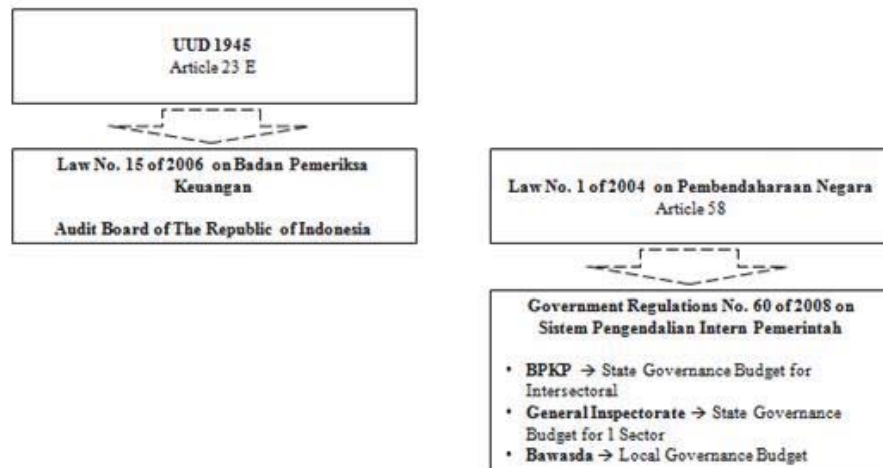 UUD 1945
Article 23 E
Law No. 15 of 2006 on Badan Pemeriksa
Keuangan
Audit Board of The Republic of Indonesia
Law No. 1 of 2004 on Pembendaharaan Negara
Article 58
Government Regulations No. 60 of 2008 on
Sistem Pengendalian Intern Pemerintah
• BPKP → State Governance Budget for
Intersectoral
• General Inspectorate → State Governance
Budget for 1 Sector
• Bawasda → Local Governance Budget